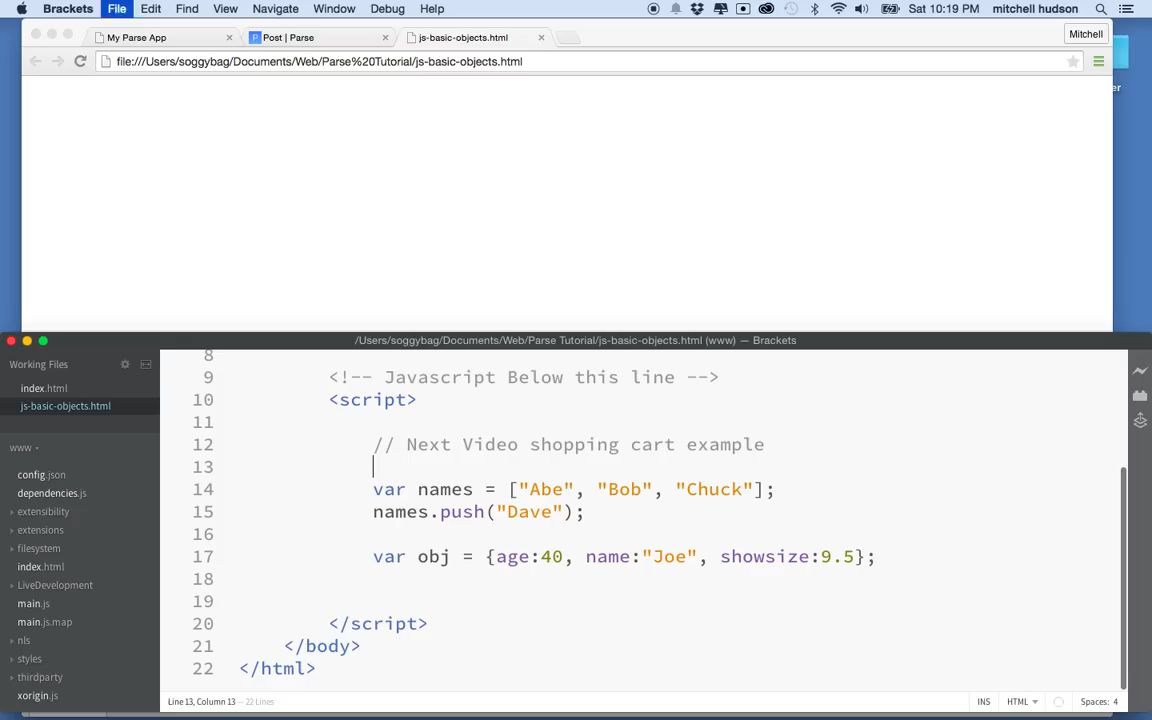 Brackets File Edit Find View Navigate Window Debug Help Sat 10:19 PM mitchell hudson
My Parse App Post | Parse js-basic-objects.html Mitchell
file:///Users/soggybag/Documents/Web/Parse%20Tutorial/js-basic-objects.html
er
/Users/soggybag/Documents/Web/Parse Tutorial/js-basic-objects.html (www) — Brackets
Working Files
index.html
js-basic-objects.html
www
config.json
dependencies.js
extensibility
extensions
filesystem
index.html
LiveDevelopment
main.js
main.js.map
nls
styles
thirdparty
xorigin.js
8
9 <!-- Javascript Below this line -->
10 <script>
11
12 // Next Video shopping cart example
13
14 var names = ["Abe", "Bob", "Chuck"];
15 names.push("Dave");
16
17 var obj = {age:40, name:"Joe", showsize:9.5};
18
19
20 </script>
21 </body>
22 </html>
Line 13, Column 13 — 22 Lines INS HTML Spaces: 4